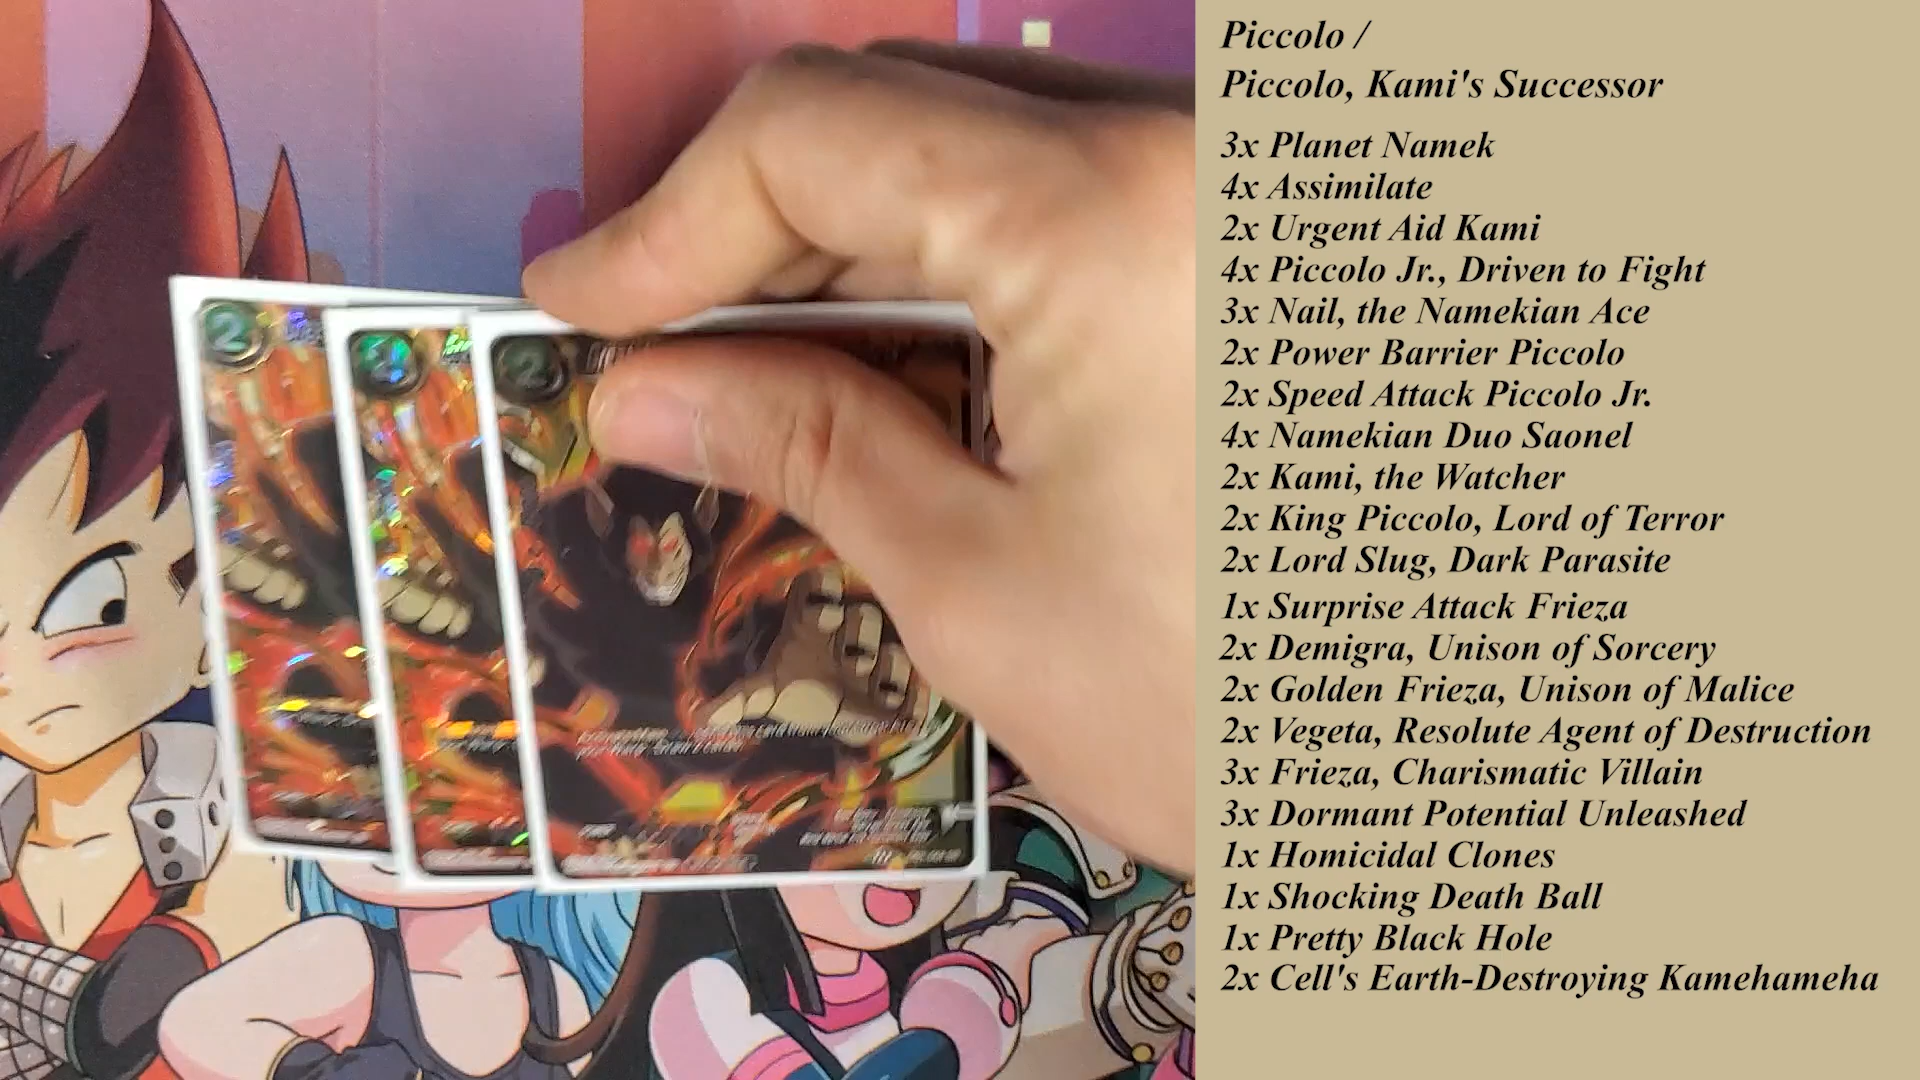 Piccolo /
Piccolo, Kami's Successor
3x Planet Namek
4x Assimilate
2x Urgent Aid Kami
4x Piccolo Jr., Driven to Fight
3x Nail, the Namekian Ace
2x Power Barrier Piccolo
2x Speed Attack Piccolo Jr.
4x Namekian Duo Saonel
2x Kami, the Watcher
2x King Piccolo, Lord of Terror
2x Lord Slug, Dark Parasite
1x Surprise Attack Frieza
2x Demigra, Unison of Sorcery
2x Golden Frieza, Unison of Malice
2x Vegeta, Resolute Agent of Destruction
3x Frieza, Charismatic Villain
3x Dormant Potential Unleashed
1x Homicidal Clones
1x Shocking Death Ball
1x Pretty Black Hole
2x Cell's Earth-Destroying Kamehameha
2
2
2